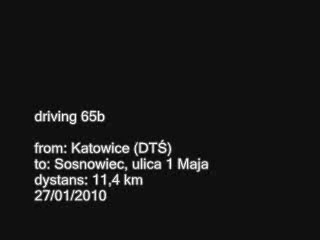 driving 65b
from: Katowice (DTŚ)
to: Sosnowiec, ulica 1 Maja
dystans: 11,4 km
27/01/2010